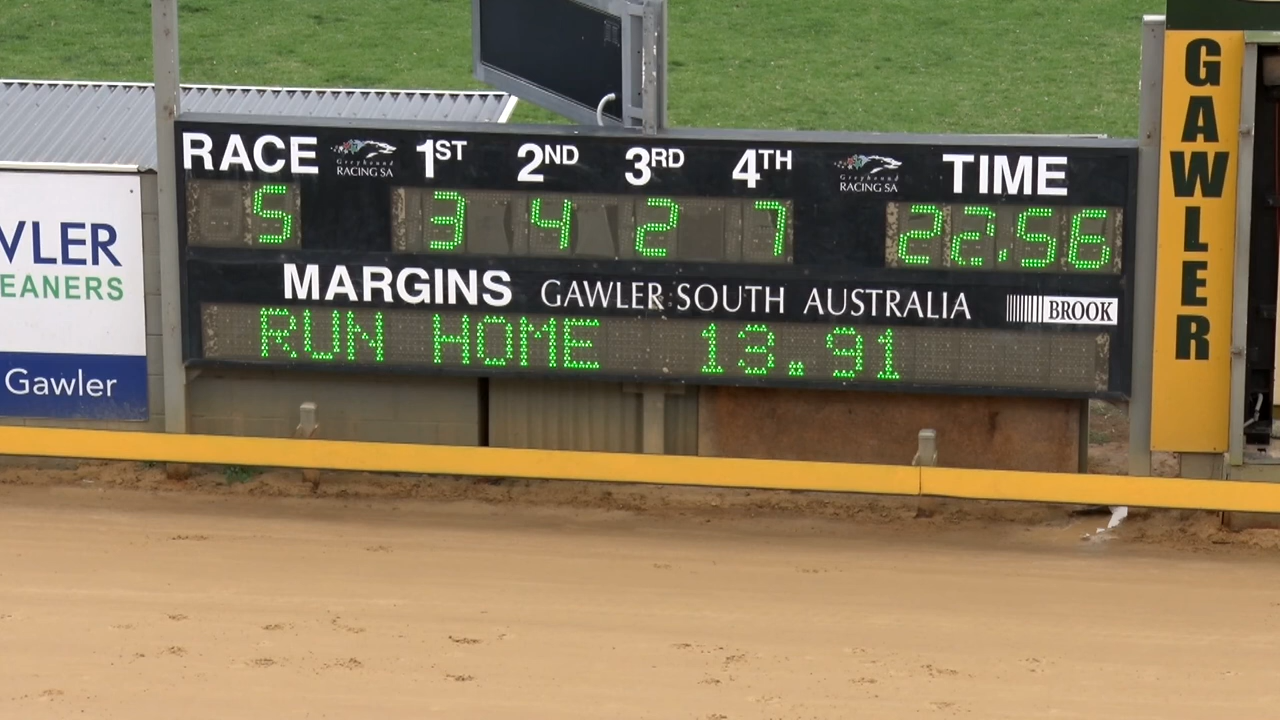 RACE Greyhound RACING SA 1ST 2ND 3RD 4TH Greyhound RACING SA TIME
5 3 4 2 7 22.56
MARGINS GAWLER SOUTH AUSTRALIA BROOK
RUN HOME 13.91
WLER
EANERS
Gawler
GAWLER